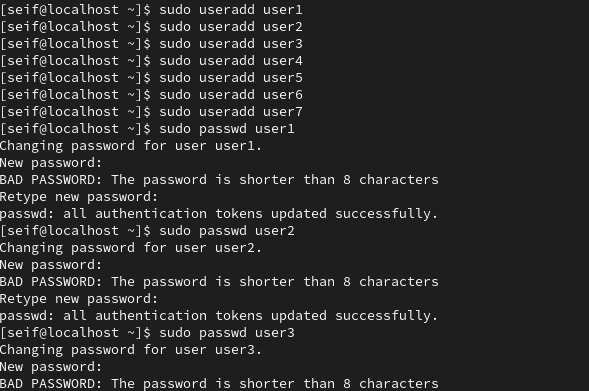 [seif@localhost ~]$ sudo useradd user1
[seif@localhost ~]$ sudo useradd user2
[seif@localhost ~]$ sudo useradd user3
[seif@localhost ~]$ sudo useradd user4
[seif@localhost ~]$ sudo useradd user5
[seif@localhost ~]$ sudo useradd user6
[seif@localhost ~]$ sudo useradd user7
[seif@localhost ~]$ sudo passwd user1
Changing password for user user1.
New password:
BAD PASSWORD: The password is shorter than 8 characters
Retype new password:
passwd: all authentication tokens updated successfully.
[seif@localhost ~]$ sudo passwd user2
Changing password for user user2.
New password:
BAD PASSWORD: The password is shorter than 8 characters
Retype new password:
passwd: all authentication tokens updated successfully.
[seif@localhost ~]$ sudo passwd user3
Changing password for user user3.
New password:
BAD PASSWORD: The password is shorter than 8 characters